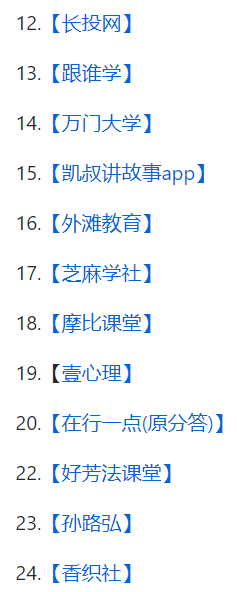 12.【长投网】
13.【跟谁学】
14.【万门大学】
15.【凯叔讲故事app】
16.【外滩教育】
17.【芝麻学社】
18.【摩比课堂】
19.【壹心理】
20.【在行一点(原分答)】
22.【好芳法课堂】
23.【孙路弘】
24.【香织社】